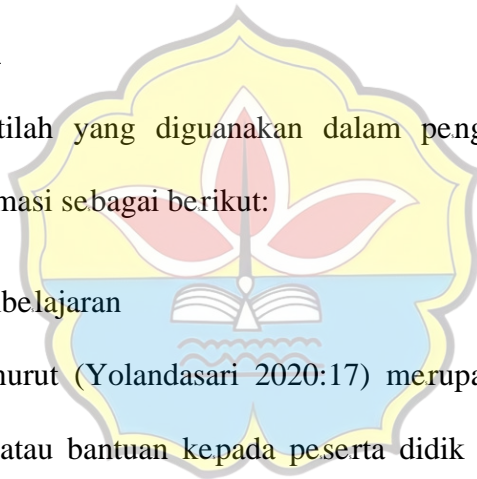 tilah yang diguanakan dalam peng
masi sebagai berikut:
belajaran
nurut (Yolandasari 2020:17) merupa
atau bantuan kepada peserta didik